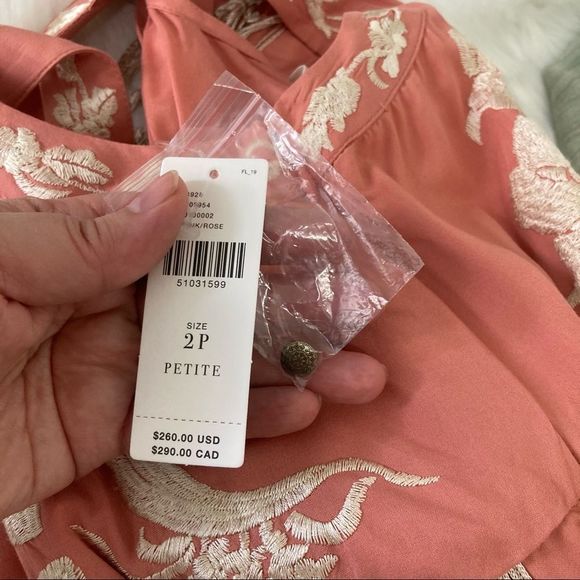 FL_19
51031599
SIZE
2P
PETITE
$260.00 USD
$290.00 CAD